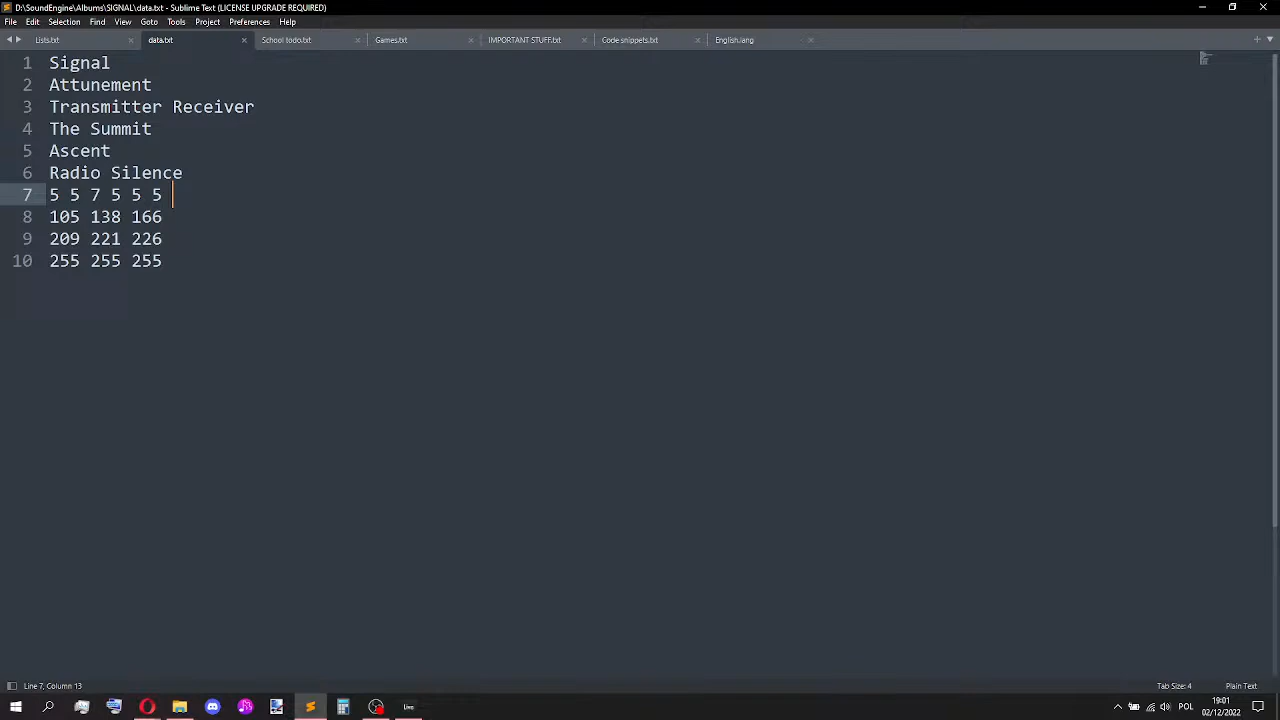 D:\SoundEngine\Albums\SIGNAL\data.txt - Sublime Text (LICENSE UPGRADE REQUIRED)
File Edit Selection Find View Goto Tools Project Preferences Help
Lists.txt data.txt School todo.txt Games.txt IMPORTANT STUFF.txt Code snippets.txt English.lang
1 Signal
2 Attunement
3 Transmitter Receiver
4 The Summit
5 Ascent
6 Radio Silence
7 5 5 7 5 5 5
8 105 138 166
9 209 221 226
10 255 255 255
Line 7, Column 13 Tab Size: 4 Plain Text
Live POL 19:01
02/12/2022